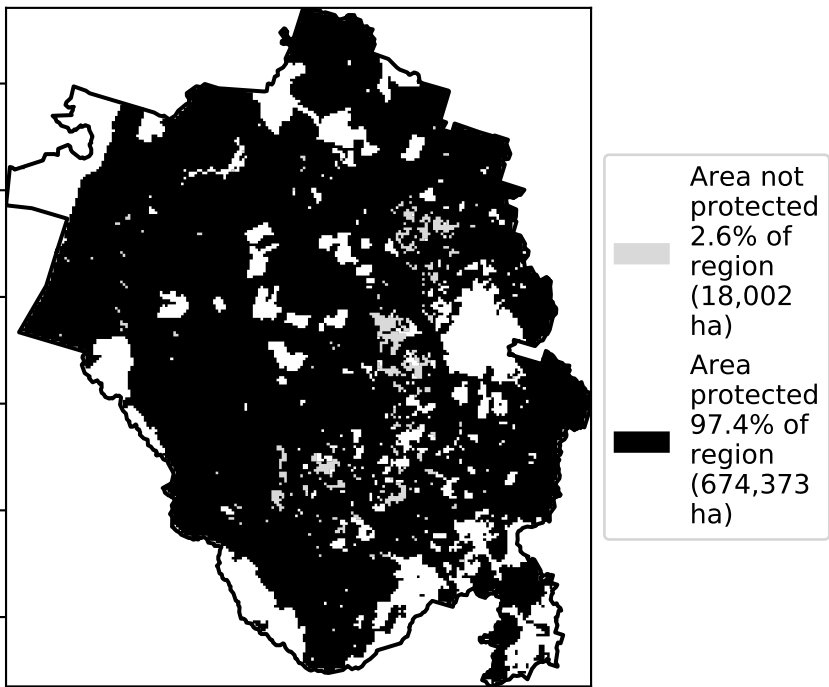 Area not
protected
2.6% of
region
(18,002
ha)
Area
protected
97.4% of
region
(674,373
ha)